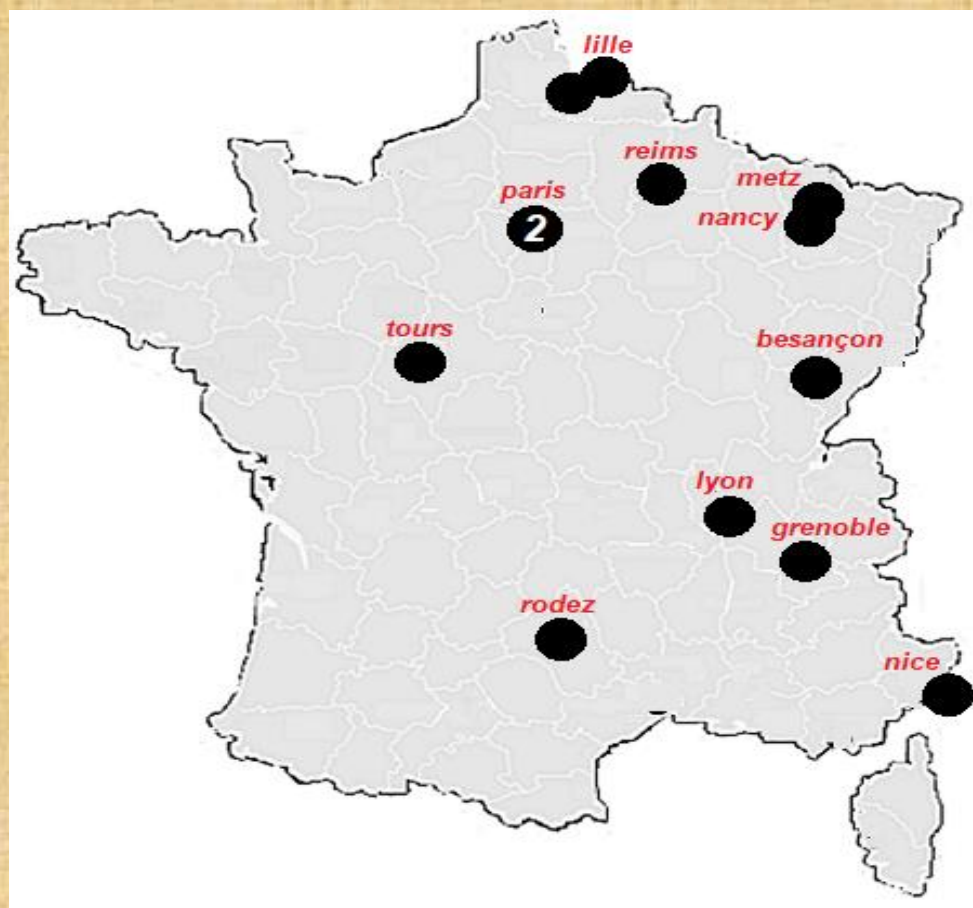 lille
reims
metz
paris
nancy
2
tours
besançon
lyon
grenoble
rodez
nice